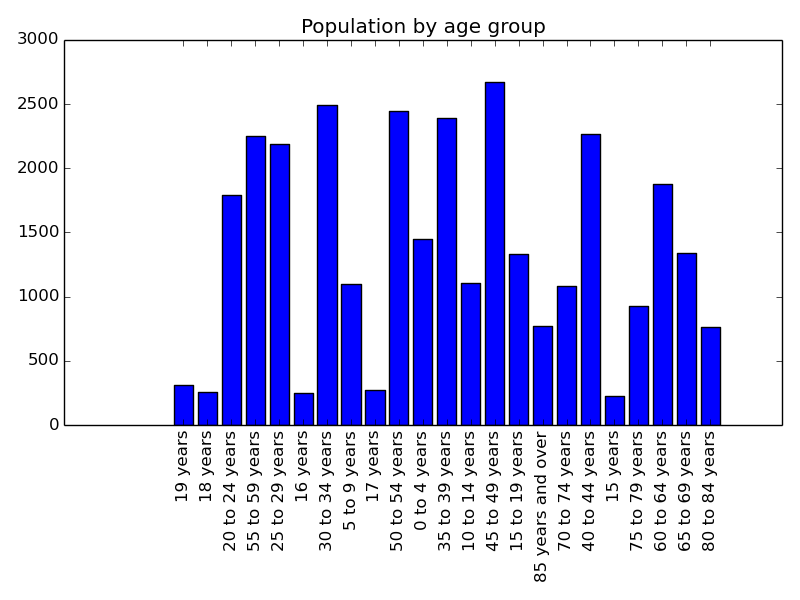 Population by age group
3000
2500
2000
1500
1000
500
0
19 years
18 years
20 to 24 years
55 to 59 years
25 to 29 years
16 years
30 to 34 years
5 to 9 years
17 years
50 to 54 years
0 to 4 years
35 to 39 years
10 to 14 years
45 to 49 years
15 to 19 years
85 years and over
70 to 74 years
40 to 44 years
15 years
75 to 79 years
60 to 64 years
65 to 69 years
80 to 84 years